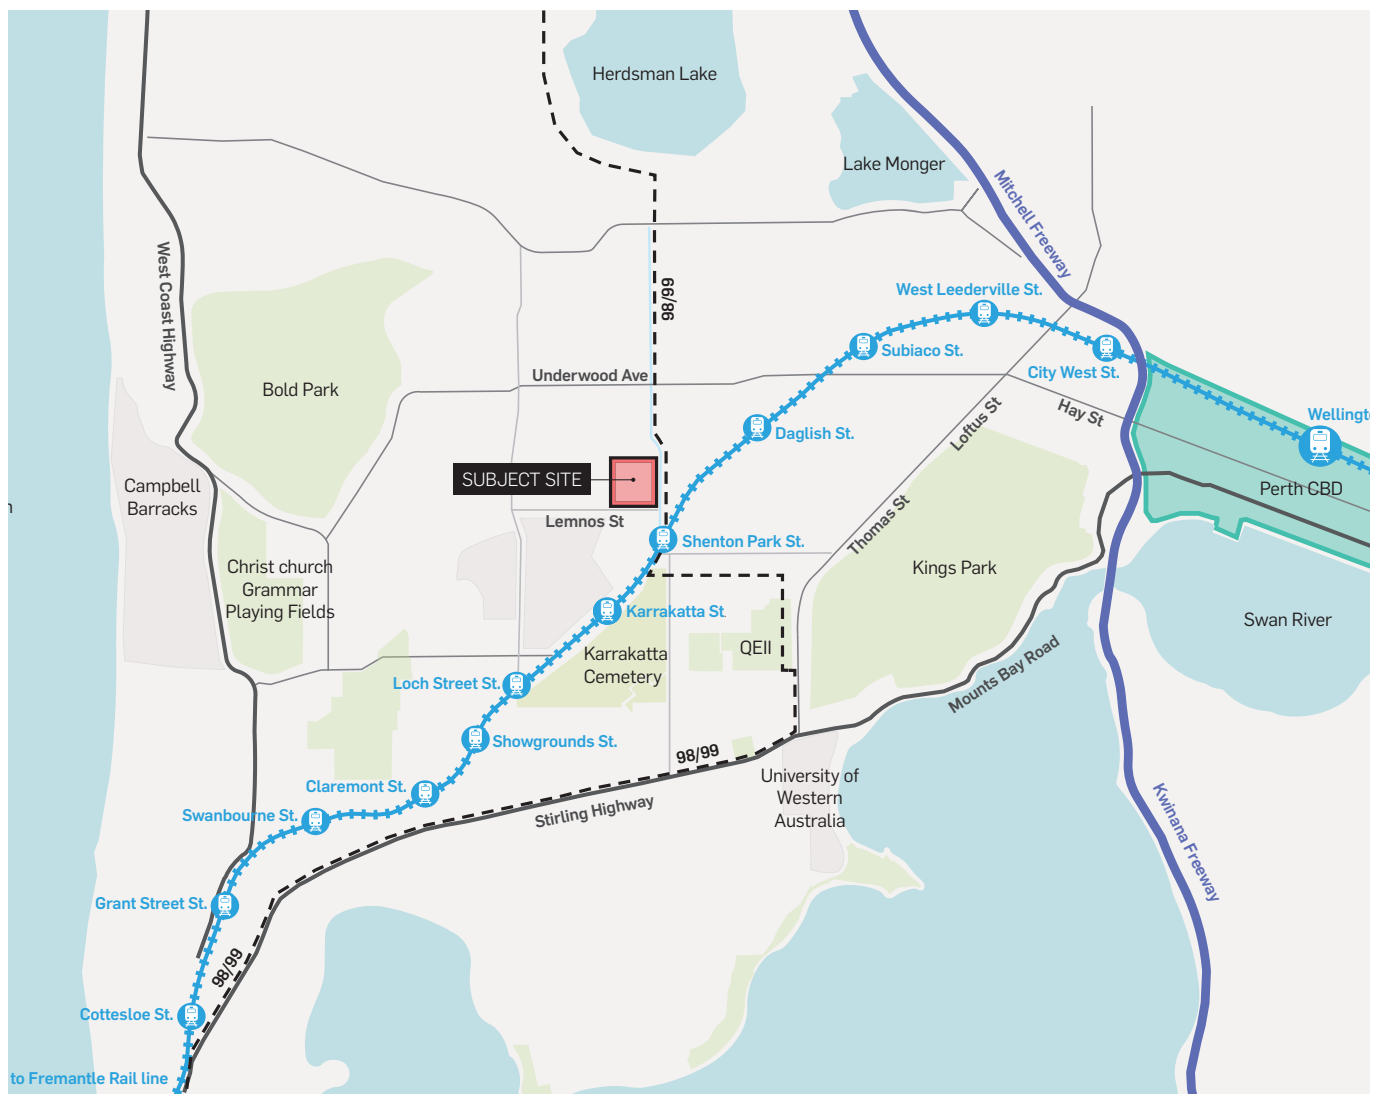 Herdsman Lake
Lake Monger
Mitchell Freeway
West Coast Highway
98/99
West Leederville St.
Subiaco St.
City West St.
Underwood Ave
Bold Park
Loftus St
Hay St
Daglish St.
SUBJECT SITE
Campbell
Barracks
Perth CBD
Lemnos St
Thomas St
Shenton Park St.
Christ church
Grammar
Playing Fields
Kings Park
Karrakatta St.
Swan River
QEII
Karrakatta
Cemetery
Loch Street St.
Mounts Bay Road
Showgrounds St.
98/99
University of
Western
Australia
Claremont St.
Stirling Highway
Swanbourne St.
Kwinana Freeway
Grant Street St.
98/99
Cottesloe St.
to Fremantle Rail line